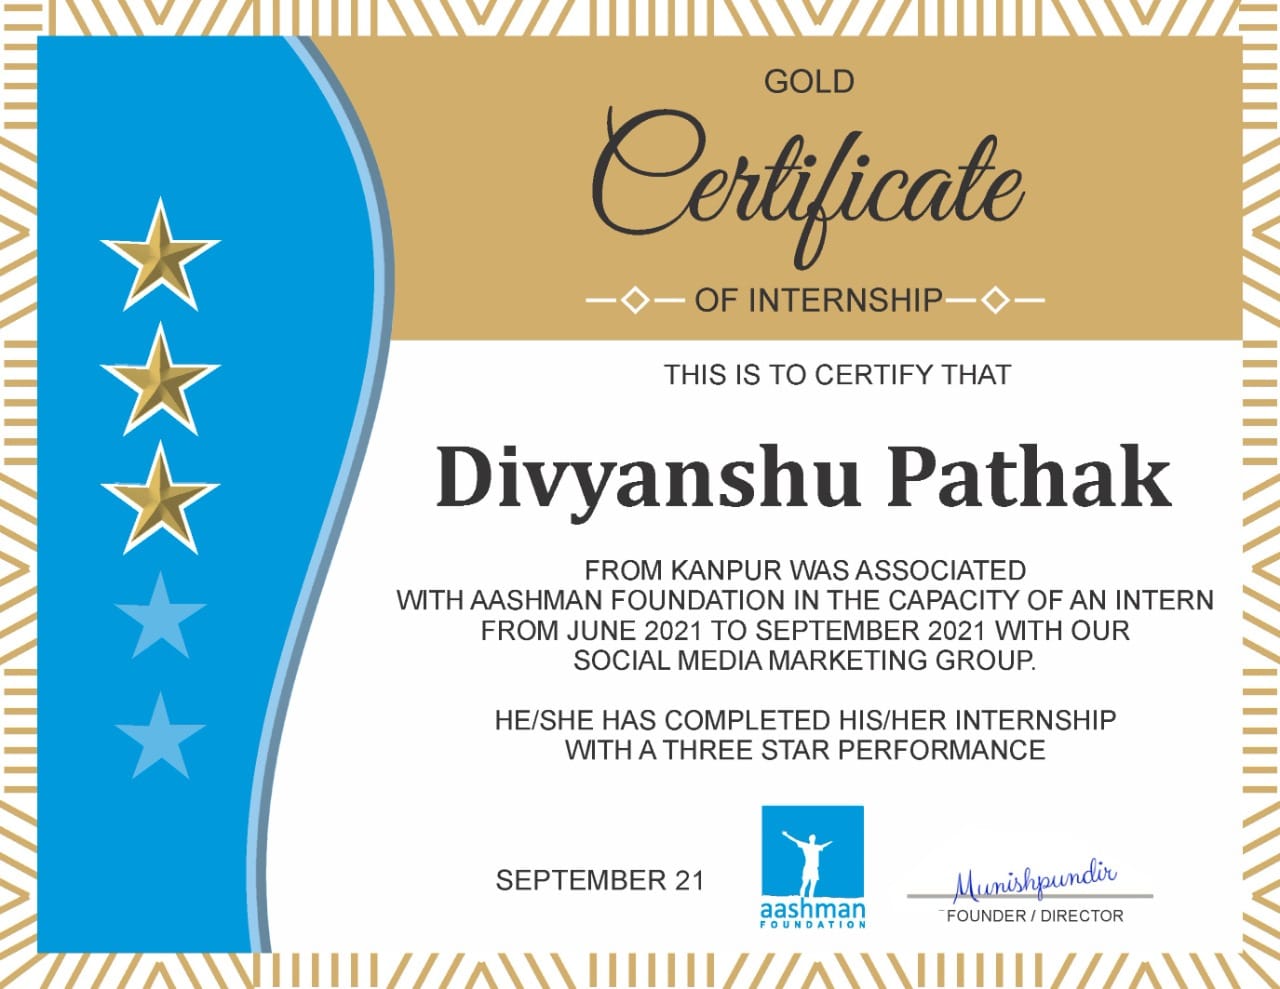 GOLD
Certificate
OF INTERNSHIP
THIS IS TO CERTIFY THAT
Divyanshu Pathak
FROM KANPUR WAS ASSOCIATED
WITH AASHMAN FOUNDATION IN THE CAPACITY OF AN INTERN
FROM JUNE 2021 TO SEPTEMBER 2021 WITH OUR
SOCIAL MEDIA MARKETING GROUP.
HE/SHE HAS COMPLETED HIS/HER INTERNSHIP
WITH A THREE STAR PERFORMANCE
SEPTEMBER 21
aashman
FOUNDATION
Munishpundir
FOUNDER / DIRECTOR